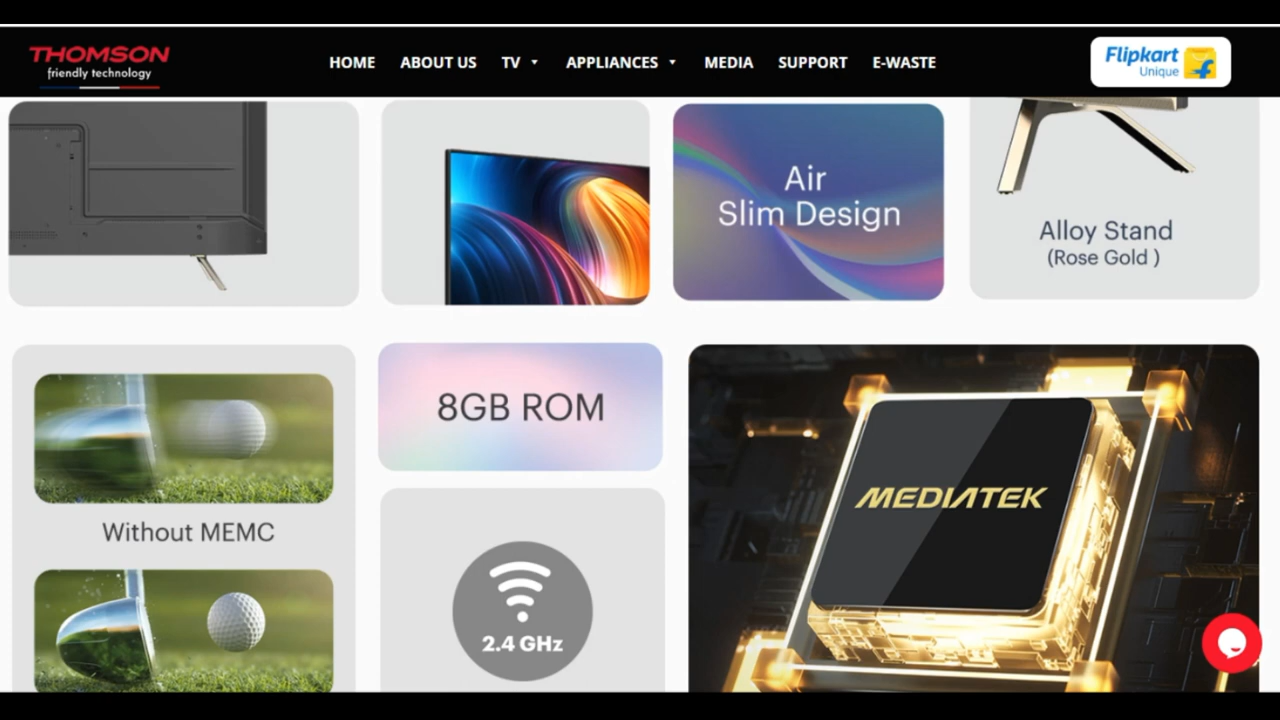 THOMSON
friendly technology
HOME ABOUT US TV APPLIANCES MEDIA SUPPORT E-WASTE
Flipkart
Unique
Air
Slim Design
Alloy Stand
(Rose Gold )
8GB ROM
Without MEMC
MEDIATEK
2.4 GHz